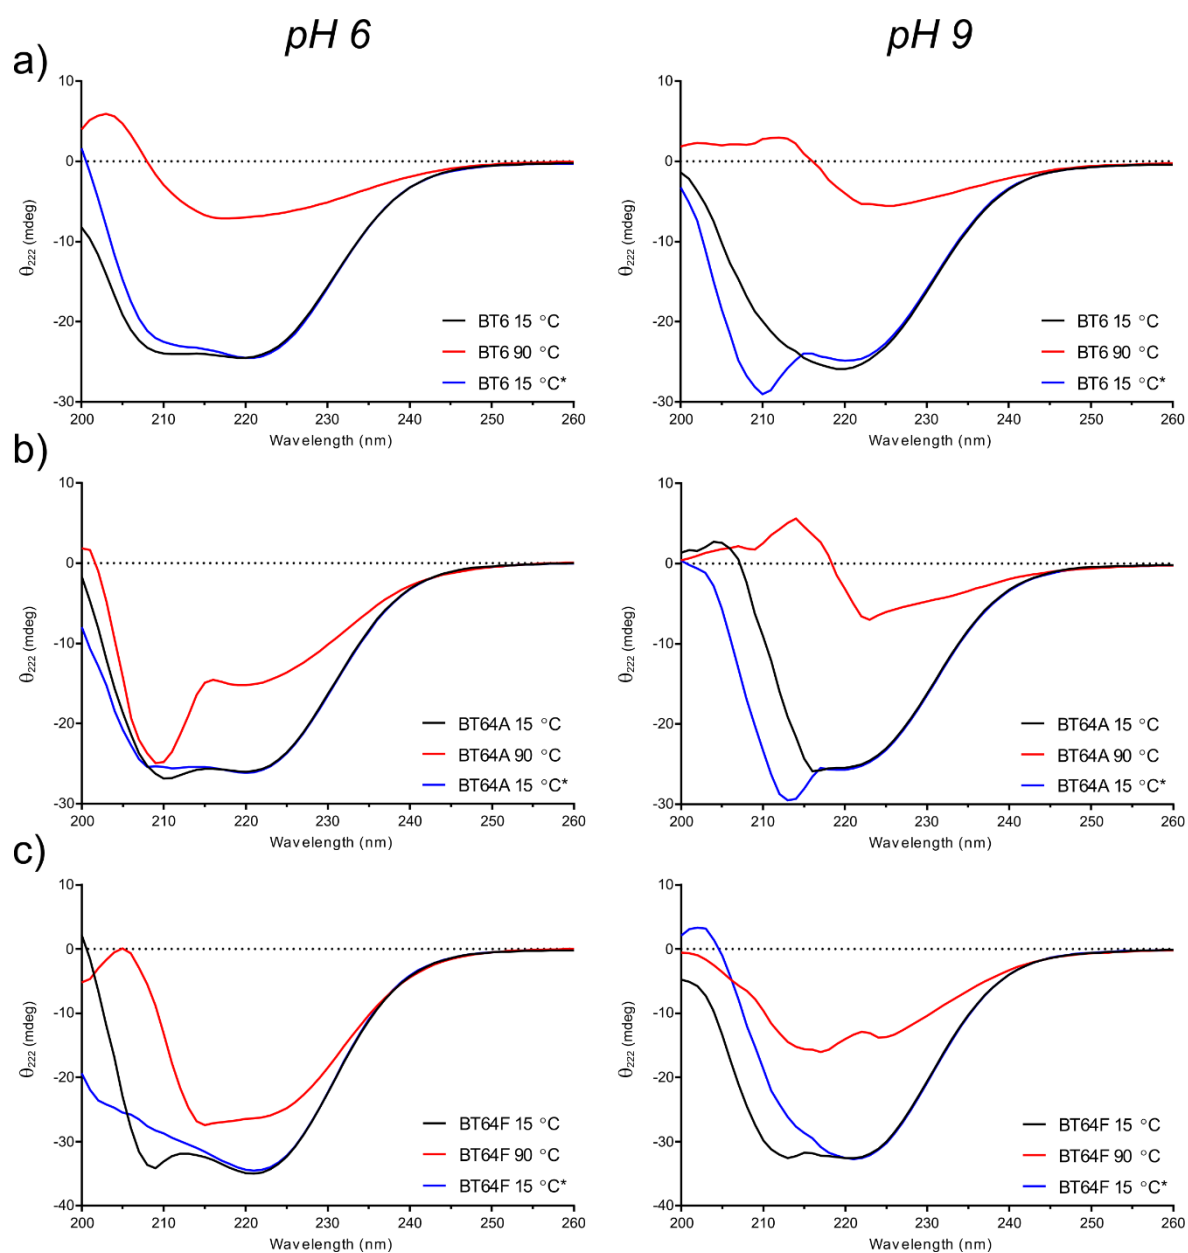 pH 6
pH 9
a)
10
0
-10
-20
-30
θ222 (mdeg)
BT6 15 °C
BT6 90 °C
BT6 15 °C*
200 210 220 230 240 250 260
Wavelength (nm)
10
0
-10
-20
-30
θ222 (mdeg)
BT6 15 °C
BT6 90 °C
BT6 15 °C*
200 210 220 230 240 250 260
Wavelength (nm)
b)
10
0
-10
-20
-30
θ222 (mdeg)
BT64A 15 °C
BT64A 90 °C
BT64A 15 °C*
200 210 220 230 240 250 260
Wavelength (nm)
10
0
-10
-20
-30
θ222 (mdeg)
BT64A 15 °C
BT64A 90 °C
BT64A 15 °C*
200 210 220 230 240 250 260
Wavelength (nm)
c)
10
0
-10
-20
-30
-40
θ222 (mdeg)
BT64F 15 °C
BT64F 90 °C
BT64F 15 °C*
200 210 220 230 240 250 260
Wavelength (nm)
10
0
-10
-20
-30
-40
θ222 (mdeg)
BT64F 15 °C
BT64F 90 °C
BT64F 15 °C*
200 210 220 230 240 250 260
Wavelength (nm)